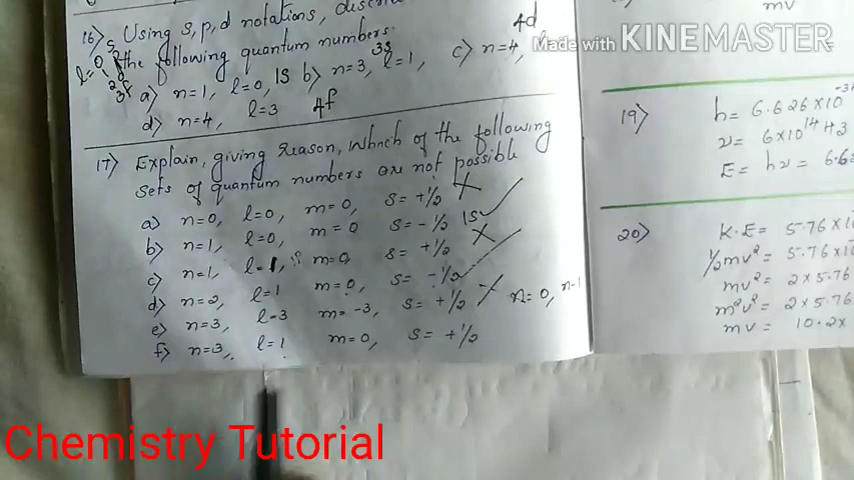 16) Using s, p, d notations,
the following quantum numbers.
l= 0 s
1 p
2 d
3 f
a) n=1, l=0, 1S b) n=3, l=1, 3s c) n=4, 4d
d) n=4, l=3 4f
17) Explain, giving reason, which of the following
sets of quantum numbers are not possible
a) n=0, l=0, m=0, s=+½ X
b) n=1, l=0, m=0 s=-½ 1S ✓
c) n=1, l=1, m=0 s=+½ X
d) n=2, l=1 m=0, s=-½ ✓
e) n=3, l=3 m=-3, s=+½ X n=0, n-1
f) n=3, l=1 m=0, s=+½
mv
Made with KINEMASTER
19) h = 6.626×10
ν = 6×10¹⁴ H3
E = hν = 6.6
20) K.E = 5.76×1
½mv² = 5.76×1
mv² = 2×5.76
m²v² = 2×5.76
mv = 10.2×
Chemistry Tutorial